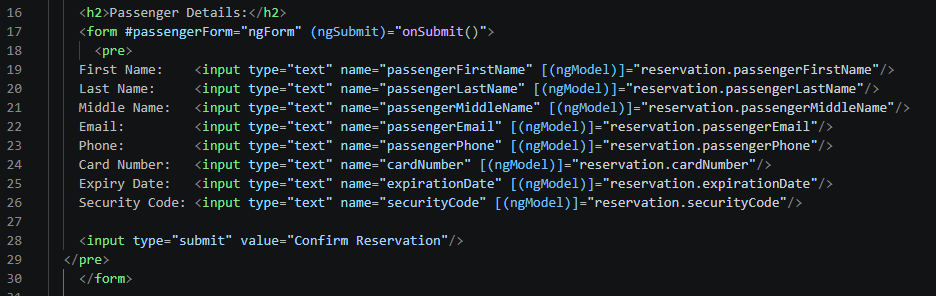 16 <h2>Passenger Details:</h2>
17 <form #passengerForm="ngForm" (ngSubmit)="onSubmit()">
18 <pre>
19 First Name: <input type="text" name="passengerFirstName" [(ngModel)]="reservation.passengerFirstName"/>
20 Last Name: <input type="text" name="passengerLastName" [(ngModel)]="reservation.passengerLastName"/>
21 Middle Name: <input type="text" name="passengerMiddleName" [(ngModel)]="reservation.passengerMiddleName"/>
22 Email: <input type="text" name="passengerEmail" [(ngModel)]="reservation.passengerEmail"/>
23 Phone: <input type="text" name="passengerPhone" [(ngModel)]="reservation.passengerPhone"/>
24 Card Number: <input type="text" name="cardNumber" [(ngModel)]="reservation.cardNumber"/>
25 Expiry Date: <input type="text" name="expirationDate" [(ngModel)]="reservation.expirationDate"/>
26 Security Code: <input type="text" name="securityCode" [(ngModel)]="reservation.securityCode"/>
27
28 <input type="submit" value="Confirm Reservation"/>
29 </pre>
30 </form>